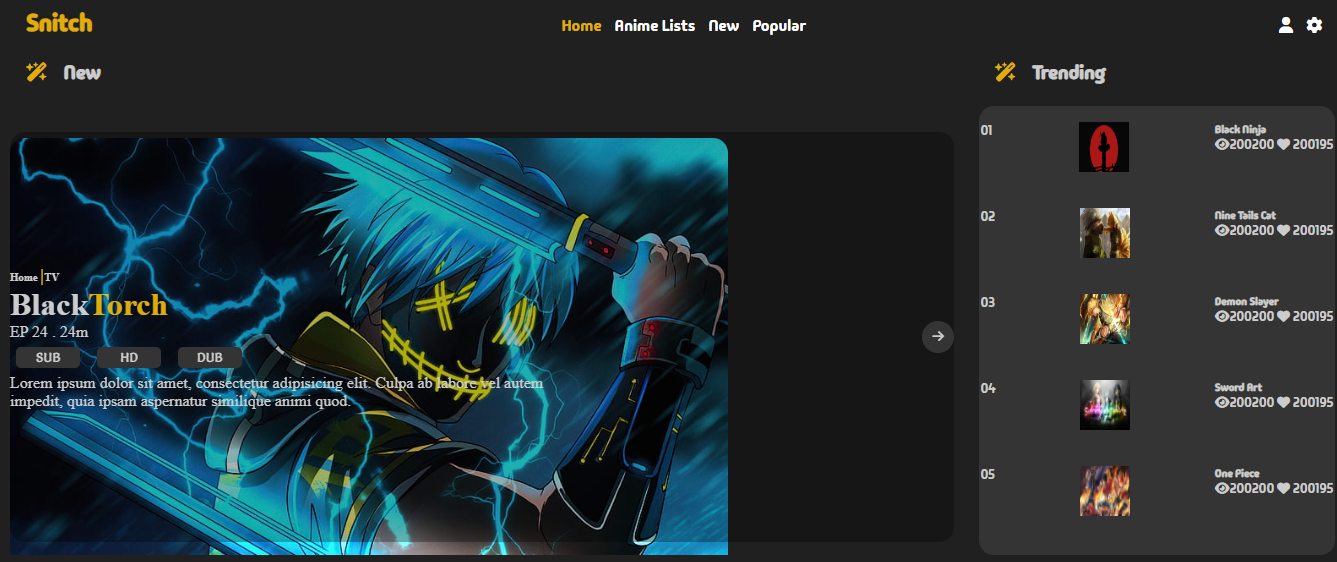 Snitch
Home Anime Lists New Popular
New
Home TV
BlackTorch
EP 24 . 24m
SUB HD DUB
Lorem ipsum dolor sit amet, consectetur adipisicing elit. Culpa ab labore vel autem
impedit, quia ipsam aspernatur similique animi quod.
Trending
01
Black Ninja
200200 200195
02
Nine Tails Cat
200200 200195
03
Demon Slayer
200200 200195
04
Sword Art
200200 200195
05
One Piece
200200 200195